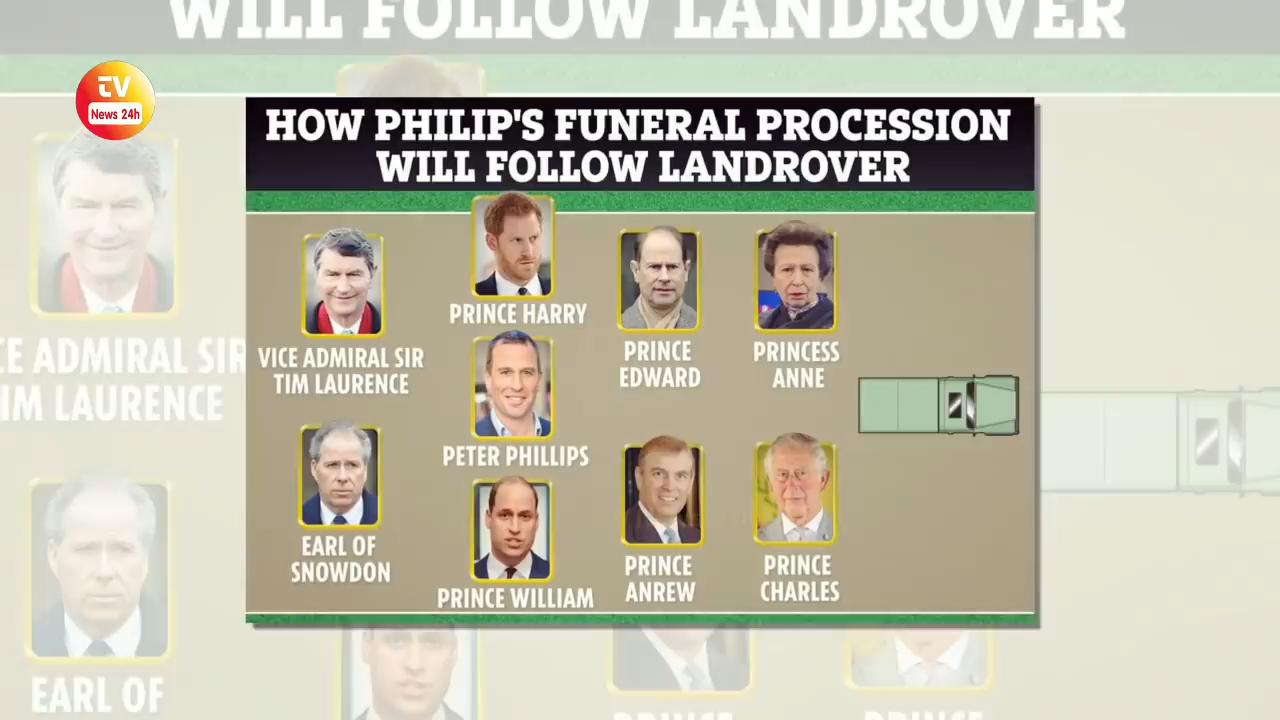 WILL FOLLOW LANDROVER
TV
News 24h
HOW PHILIP'S FUNERAL PROCESSION
WILL FOLLOW LANDROVER
PRINCE HARRY
PRINCE
EDWARD
PRINCESS
ANNE
VICE ADMIRAL SIR
TIM LAURENCE
PETER PHILLIPS
EARL OF
SNOWDON
PRINCE WILLIAM
PRINCE
ANREW
PRINCE
CHARLES
CE ADMIRAL SIR
IM LAURENCE
EARL OF
PRINCE
PRINCE